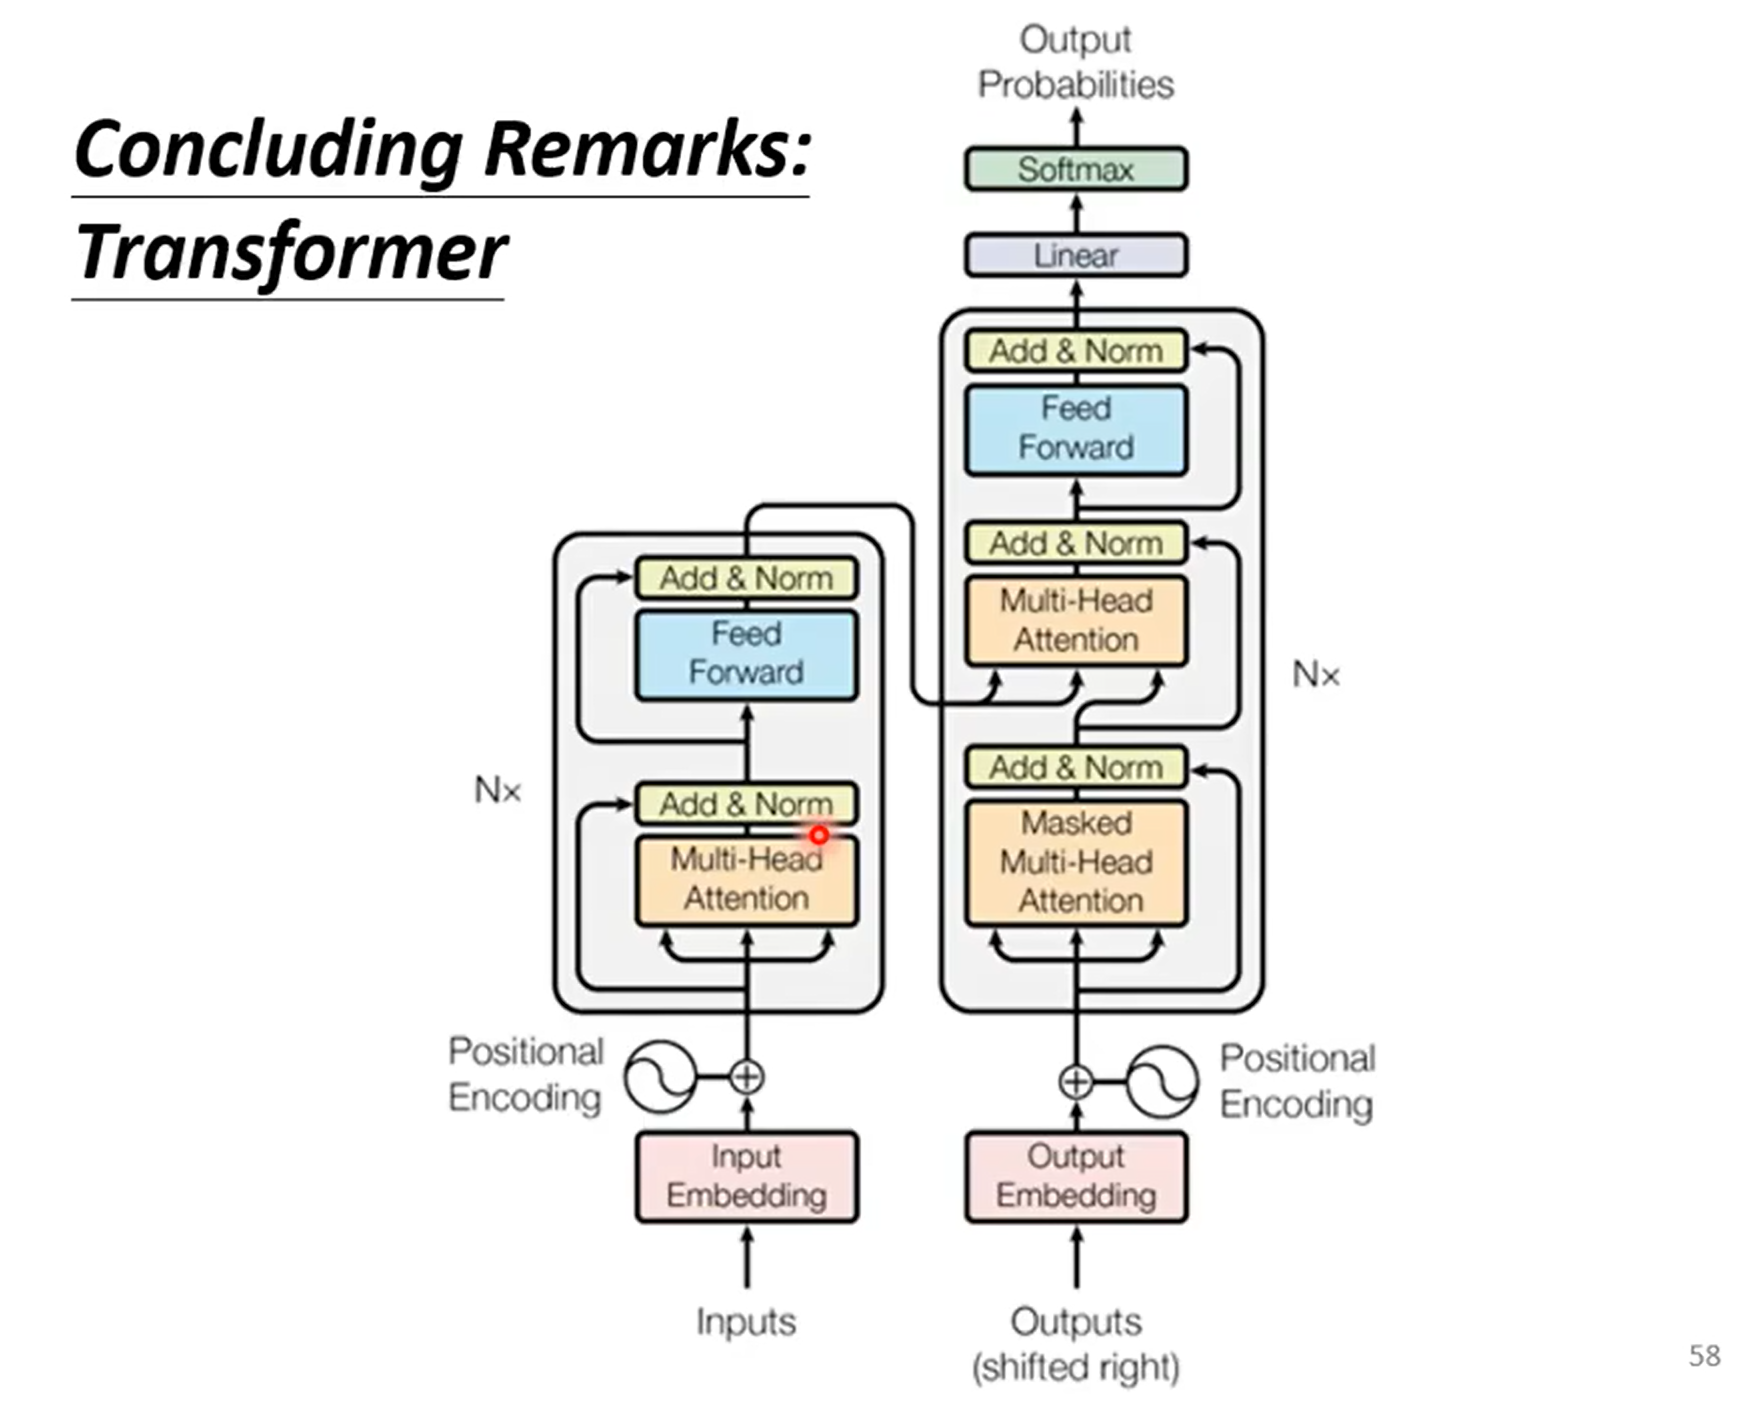 Concluding Remarks:
Transformer
Output
Probabilities
Softmax
Linear
Add & Norm
Feed
Forward
Add & Norm
Multi-Head
Attention
Add & Norm
Masked
Multi-Head
Attention
Nx
Positional
Encoding
Output
Embedding
Outputs
(shifted right)
Add & Norm
Feed
Forward
Add & Norm
Multi-Head
Attention
Nx
Positional
Encoding
Input
Embedding
Inputs
58